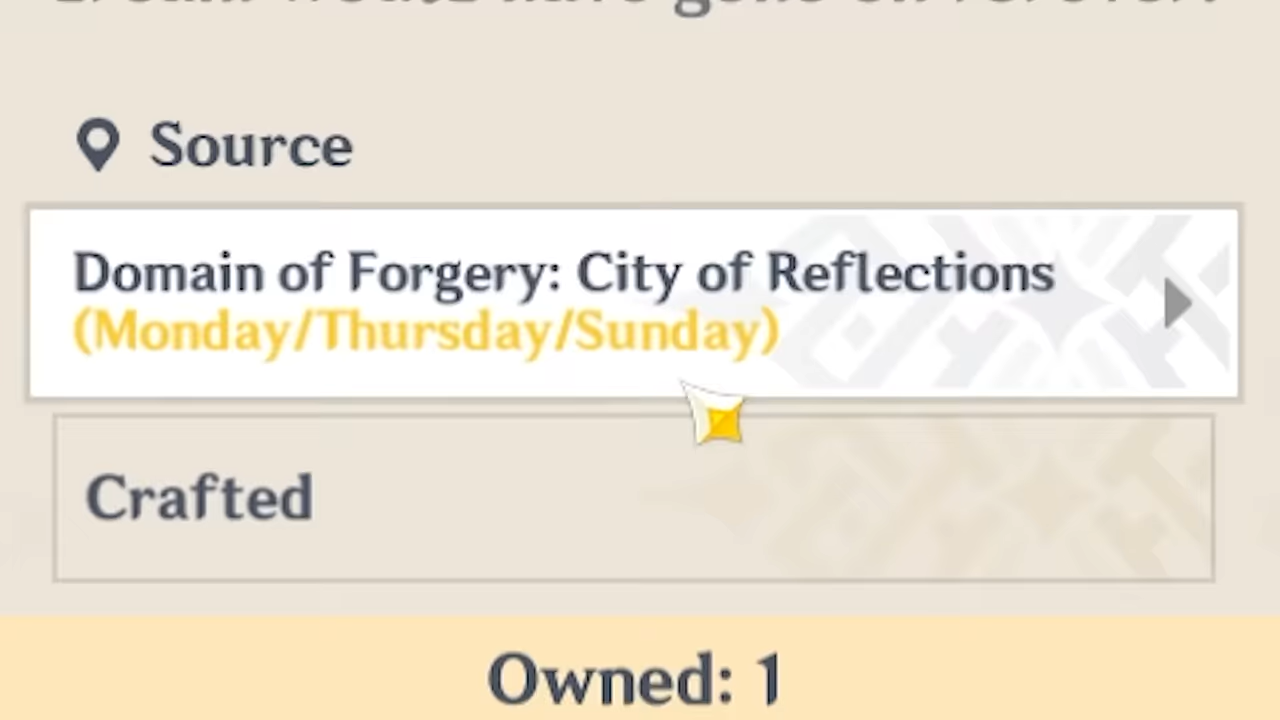 Source
Domain of Forgery: City of Reflections
(Monday/Thursday/Sunday)
Crafted
Owned: 1